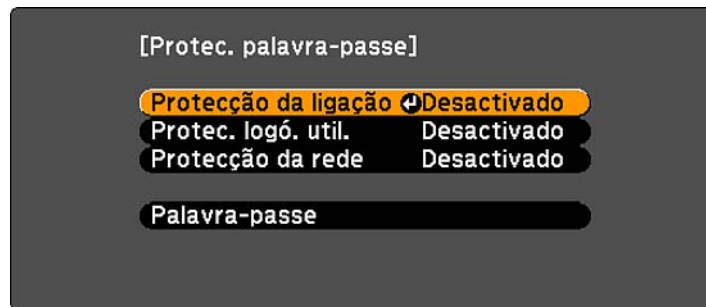 [Protec. palavra-passe]
Protecção da ligação Desactivado
Protec. logó. util. Desactivado
Protecção da rede Desactivado
Palavra-passe